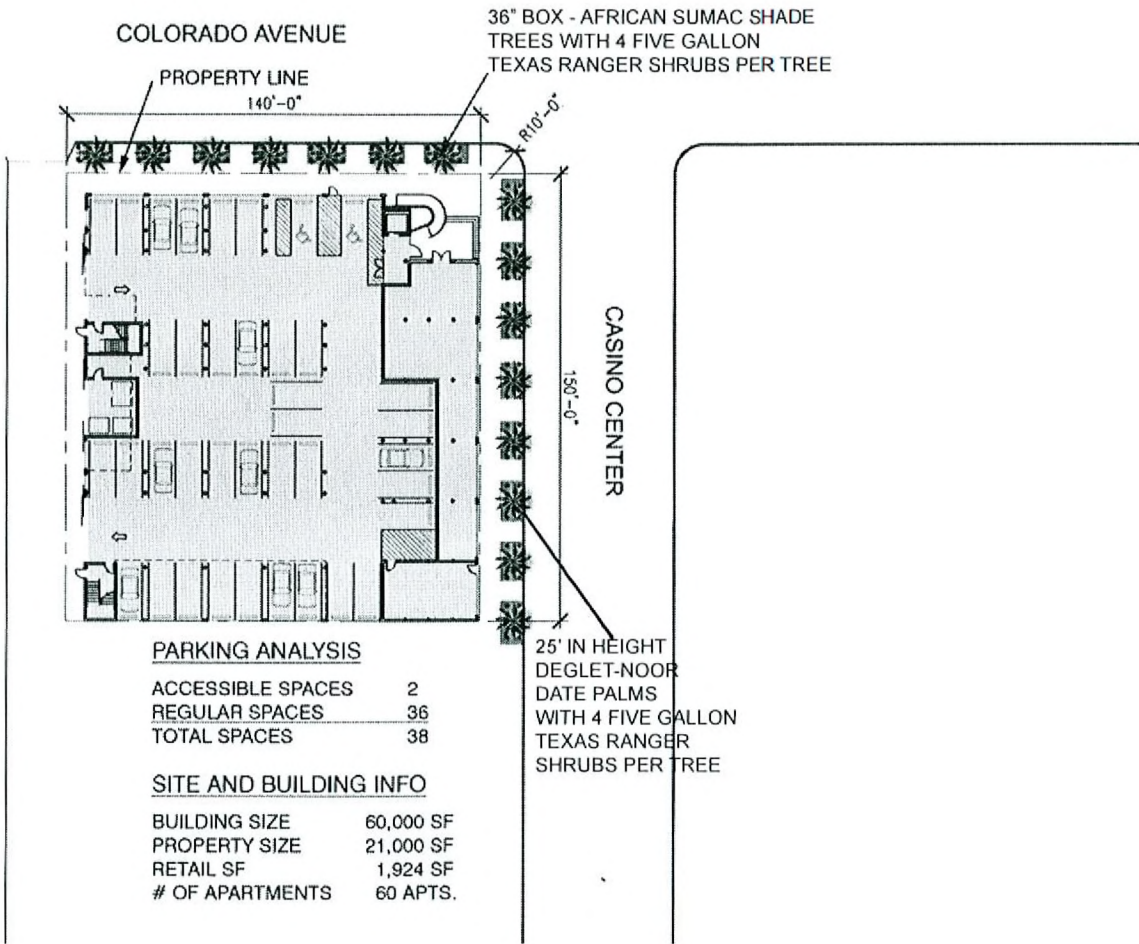 COLORADO AVENUE
36" BOX - AFRICAN SUMAC SHADE
TREES WITH 4 FIVE GALLON
TEXAS RANGER SHRUBS PER TREE
PROPERTY LINE
140'-0"
R10'-0"
150'-0"
CASINO CENTER
25' IN HEIGHT
DEGLET-NOOR
DATE PALMS
WITH 4 FIVE GALLON
TEXAS RANGER
SHRUBS PER TREE
PARKING ANALYSIS
ACCESSIBLE SPACES 2
REGULAR SPACES 36
TOTAL SPACES 38
SITE AND BUILDING INFO
BUILDING SIZE 60,000 SF
PROPERTY SIZE 21,000 SF
RETAIL SF 1,924 SF
# OF APARTMENTS 60 APTS.